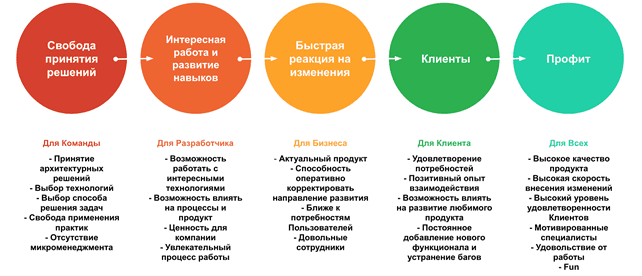 Свобода
принятия
решений
Интересная
работа и
развитие
навыков
Быстрая
реакция на
изменения
Клиенты
Профит
Для Команды
- Принятие
архитектурных
решений
- Выбор технологий
- Выбор способа
решения задач
- Свобода применения
практик
- Отсутствие
микроменеджмента
Для Разработчика
- Возможность
работать с
интересными
технологиями
- Возможность влиять
на процессы и
продукт
- Ценность для
компании
- Увлекательный
процесс работы
Для Бизнеса
- Актуальный продукт
- Способность
оперативно
корректировать
направление развития
- Ближе к
потребностям
Пользователей
- Довольные
сотрудники
Для Клиента
- Удовлетворение
потребностей
- Позитивный опыт
взаимодействия
- Возможность влиять
на развитие любимого
продукта
- Постоянное
добавление нового
функционала и
устранение багов
Для Всех
- Высокое качество
продукта
- Высокая скорость
внесения изменений
- Высокий уровень
удовлетворенности
Клиентов
- Мотивированные
специалисты
- Удовольствие от
работы
- Fun